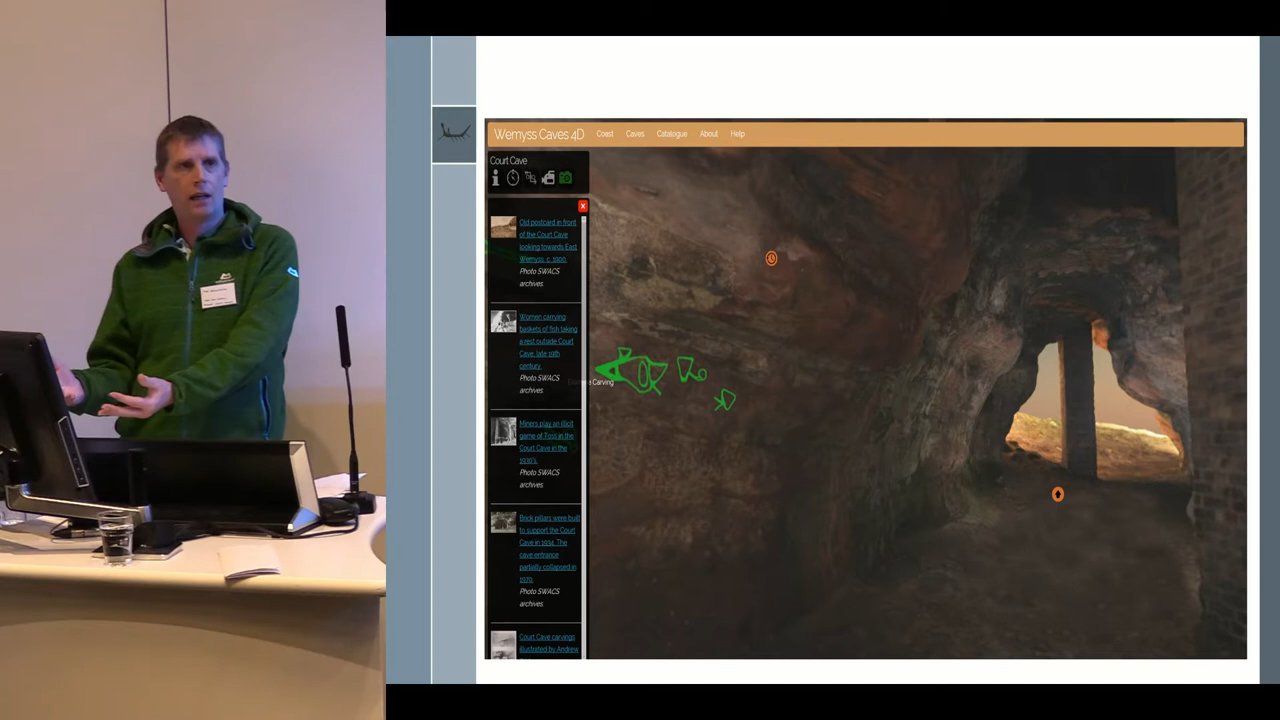 Wemyss Caves 4D Coast Caves Catalogue About Help
Court Cave
X
Old postcard in front
of the Court Cave
looking towards East
Wemyss, c. 1900.
Photo SWACS
archives.
Women carrying
baskets of fish taking
a rest outside Court
Cave, late 19th
century.
Photo SWACS
archives.
Carving
Miners play an illicit
game of Toss in the
Court Cave in the
1930's.
Photo SWACS
archives.
Brick pillars were built
to support the Court
Cave in 1934. The
cave entrance
partially collapsed in
1970.
Photo SWACS
archives.
Court Cave carvings
illustrated by Andrew